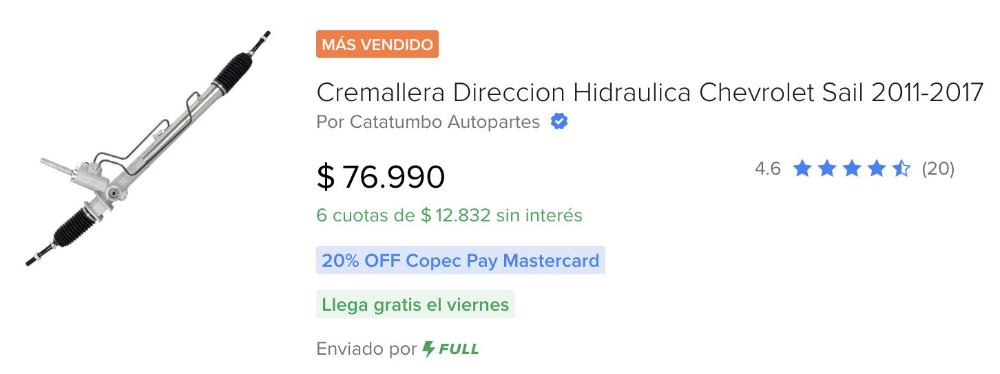 MÁS VENDIDO
Cremallera Direccion Hidraulica Chevrolet Sail 2011-2017
Por Catatumbo Autopartes
$ 76.990
4.6 (20)
6 cuotas de $ 12.832 sin interés
20% OFF Copec Pay Mastercard
Llega gratis el viernes
Enviado por FULL